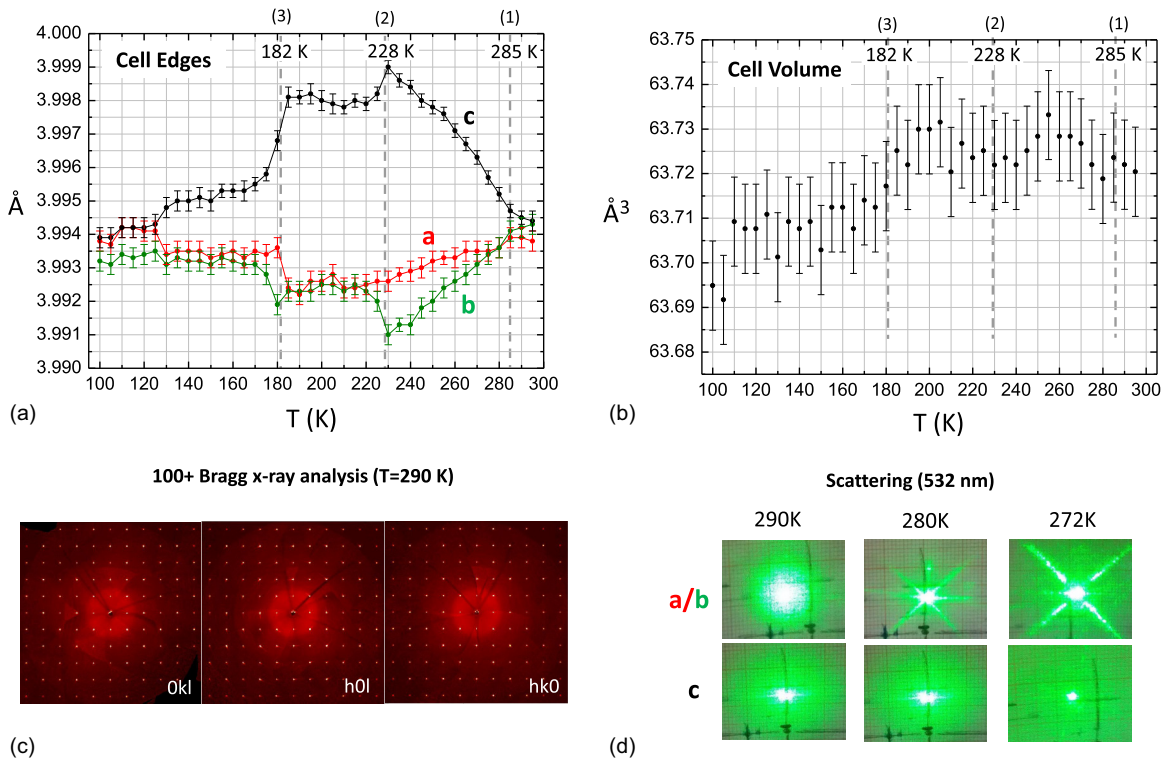 (3) (2) (1)
4.000
Cell Edges
182 K 228 K 285 K
3.999
3.998
c
3.997
3.996
Å
3.995
3.994
a
3.993
3.992
b
3.991
3.990
100 120 140 160 180 200 220 240 260 280 300
T (K)
(a)
(3) (2) (1)
63.75
182 K 228 K 285 K
Cell Volume
63.74
63.73
63.72
Å³
63.71
63.70
63.69
63.68
100 120 140 160 180 200 220 240 260 280 300
T (K)
(b)
100+ Bragg x-ray analysis (T=290 K)
0kl h0l hk0
(c)
Scattering (532 nm)
290K 280K 272K
a/b
c
(d)